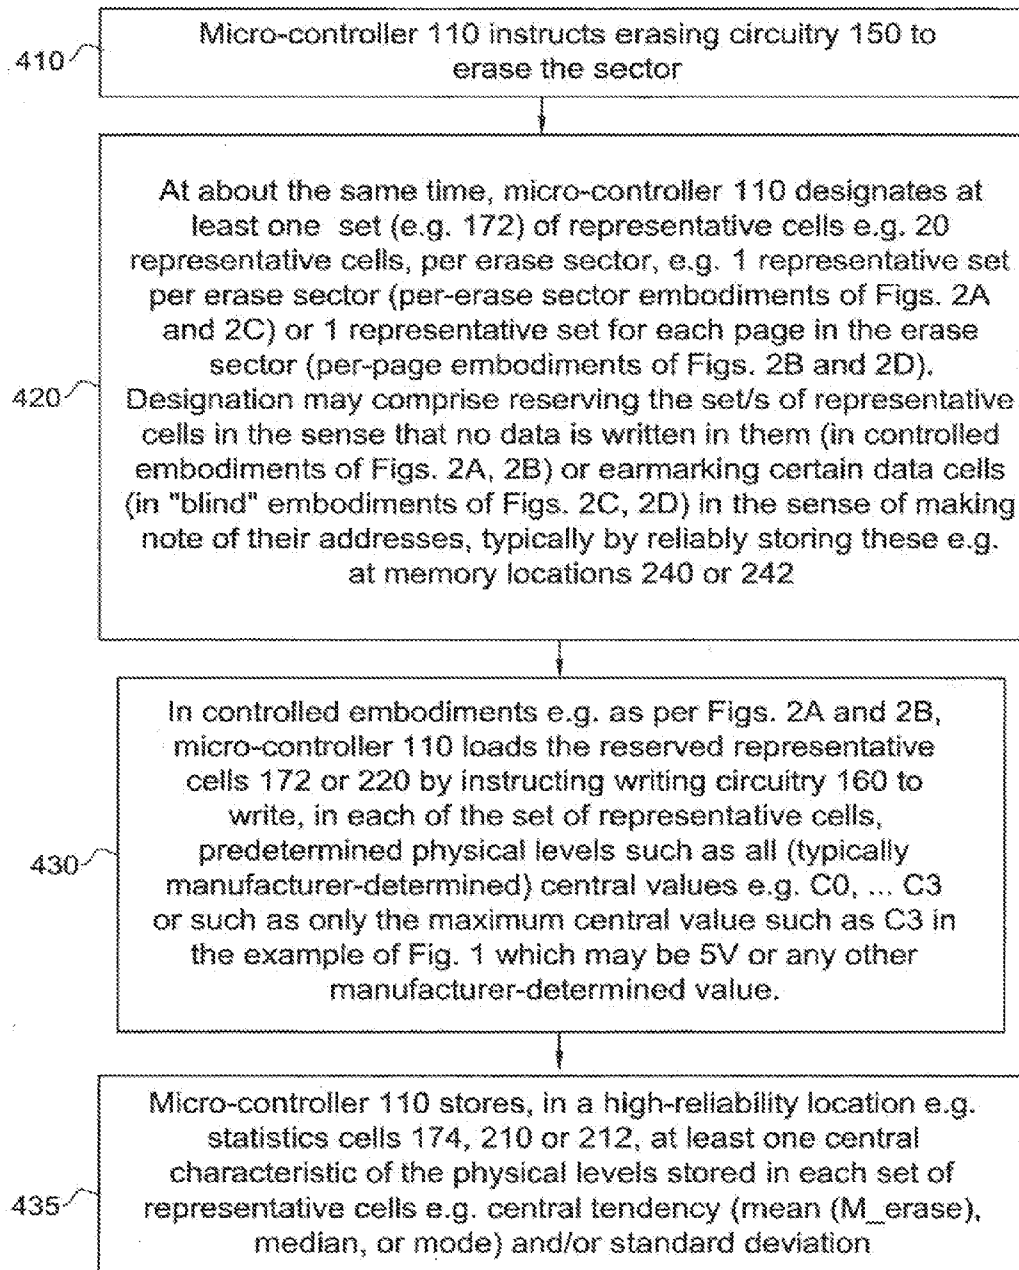 410
Micro-controller 110 instructs erasing circuitry 150 to
erase the sector
At about the same time, micro-controller 110 designates at
least one set (e.g. 172) of representative cells e.g. 20
representative cells, per erase sector, e.g. 1 representative set
per erase sector (per-erase sector embodiments of Figs. 2A
and 2C) or 1 representative set for each page in the erase
sector (per-page embodiments of Figs. 2B and 2D).
420
Designation may comprise reserving the set/s of representative
cells in the sense that no data is written in them (in controlled
embodiments of Figs. 2A, 2B) or earmarking certain data cells
(in "blind" embodiments of Figs. 2C, 2D) in the sense of making
note of their addresses, typically by reliably storing these e.g.
at memory locations 240 or 242
In controlled embodiments e.g. as per Figs. 2A and 2B,
micro-controller 110 loads the reserved representative
cells 172 or 220 by instructing writing circuitry 160 to
write, in each of the set of representative cells,
predetermined physical levels such as all (typically
430
manufacturer-determined) central values e.g. C0, ... C3
or such as only the maximum central value such as C3 in
the example of Fig. 1 which may be 5V or any other
manufacturer-determined value.
Micro-controller 110 stores, in a high-reliability location e.g.
statistics cells 174, 210 or 212, at least one central
characteristic of the physical levels stored in each set of
435
representative cells e.g. central tendency (mean (M_erase),
median, or mode) and/or standard deviation